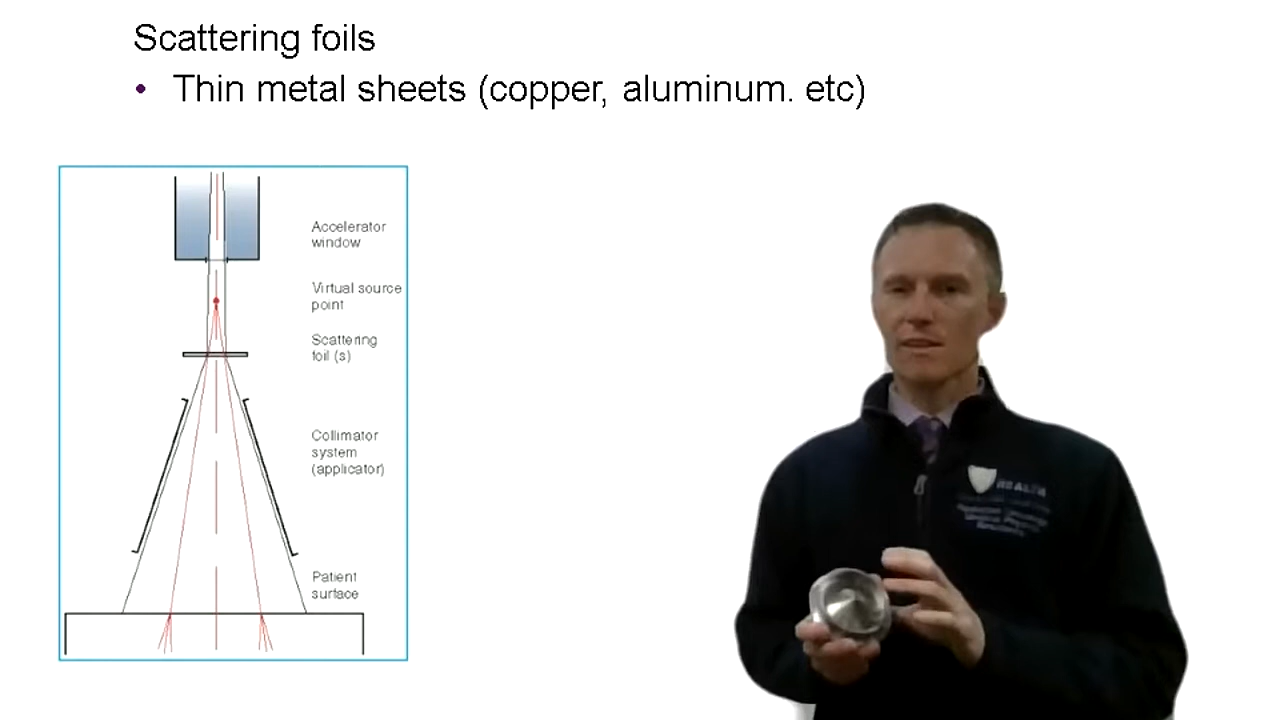 Scattering foils
• Thin metal sheets (copper, aluminum. etc)
Accelerator
window
Virtual source
point
Scattering
foil (s)
Collimator
system
(applicator)
Patient
surface